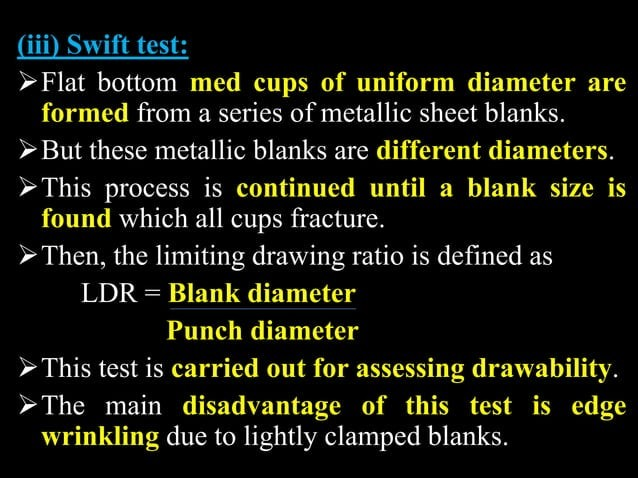 (iii) Swift test:
➢Flat bottom med cups of uniform diameter are
formed from a series of metallic sheet blanks.
➢But these metallic blanks are different diameters.
➢This process is continued until a blank size is
found which all cups fracture.
➢Then, the limiting drawing ratio is defined as
LDR = Blank diameter
Punch diameter
➢This test is carried out for assessing drawability.
➢The main disadvantage of this test is edge
wrinkling due to lightly clamped blanks.